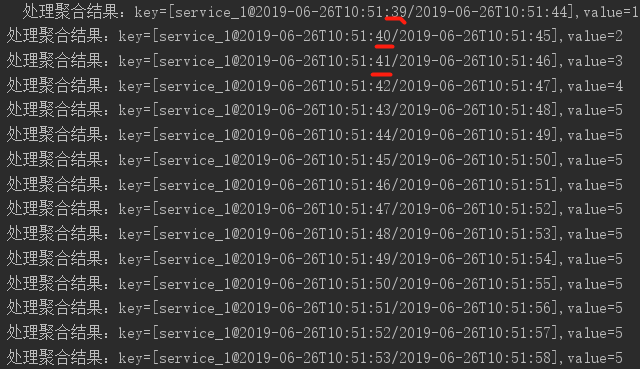 处理聚合结果：key=[service_1@2019-06-26T10:51:39/2019-06-26T10:51:44],value=1
处理聚合结果：key=[service_1@2019-06-26T10:51:40/2019-06-26T10:51:45],value=2
处理聚合结果：key=[service_1@2019-06-26T10:51:41/2019-06-26T10:51:46],value=3
处理聚合结果：key=[service_1@2019-06-26T10:51:42/2019-06-26T10:51:47],value=4
处理聚合结果：key=[service_1@2019-06-26T10:51:43/2019-06-26T10:51:48],value=5
处理聚合结果：key=[service_1@2019-06-26T10:51:44/2019-06-26T10:51:49],value=5
处理聚合结果：key=[service_1@2019-06-26T10:51:45/2019-06-26T10:51:50],value=5
处理聚合结果：key=[service_1@2019-06-26T10:51:46/2019-06-26T10:51:51],value=5
处理聚合结果：key=[service_1@2019-06-26T10:51:47/2019-06-26T10:51:52],value=5
处理聚合结果：key=[service_1@2019-06-26T10:51:48/2019-06-26T10:51:53],value=5
处理聚合结果：key=[service_1@2019-06-26T10:51:49/2019-06-26T10:51:54],value=5
处理聚合结果：key=[service_1@2019-06-26T10:51:50/2019-06-26T10:51:55],value=5
处理聚合结果：key=[service_1@2019-06-26T10:51:51/2019-06-26T10:51:56],value=5
处理聚合结果：key=[service_1@2019-06-26T10:51:52/2019-06-26T10:51:57],value=5
处理聚合结果：key=[service_1@2019-06-26T10:51:53/2019-06-26T10:51:58],value=5